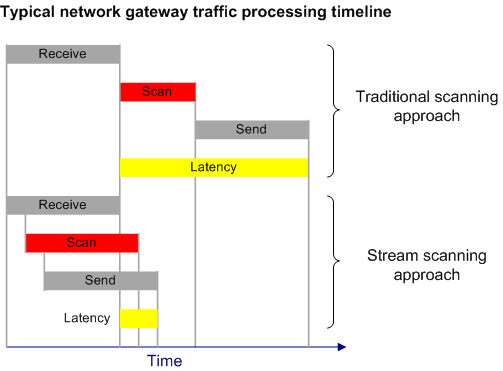 Typical network gateway traffic processing timeline
Receive
Scan
Send
Latency
Traditional scanning
approach
Receive
Scan
Send
Latency
Stream scanning
approach
Time